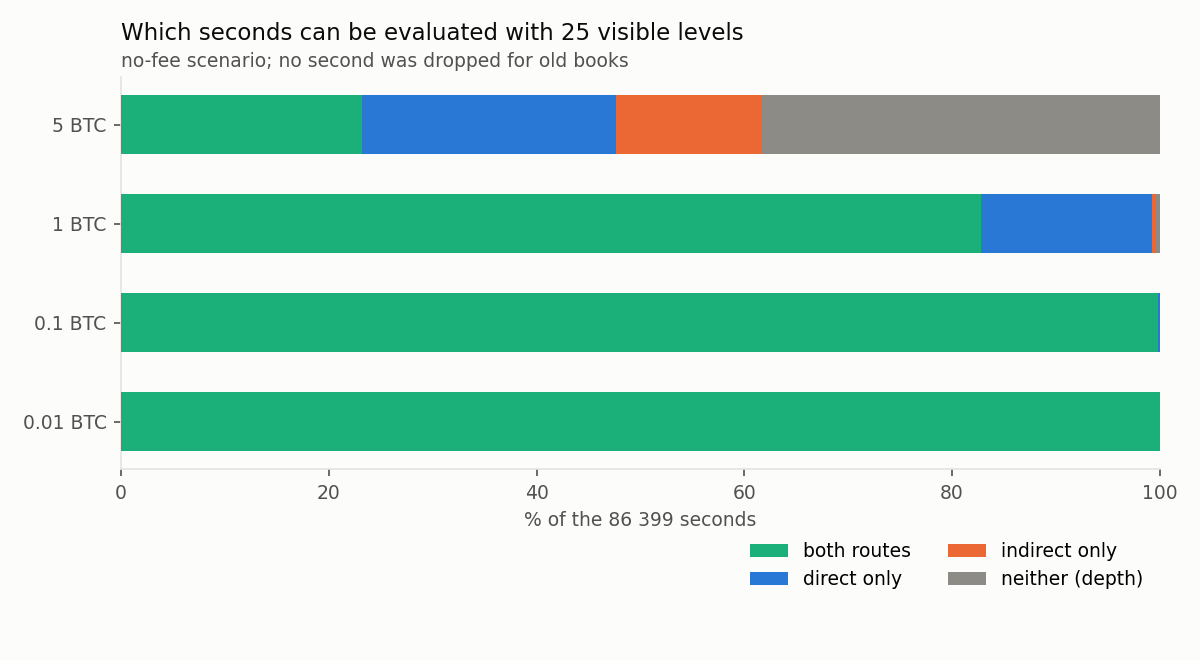 Which seconds can be evaluated with 25 visible levels
no-fee scenario; no second was dropped for old books
5 BTC
1 BTC
0.1 BTC
0.01 BTC
0 20 40 60 80 100
% of the 86 399 seconds
both routes indirect only
direct only neither (depth)